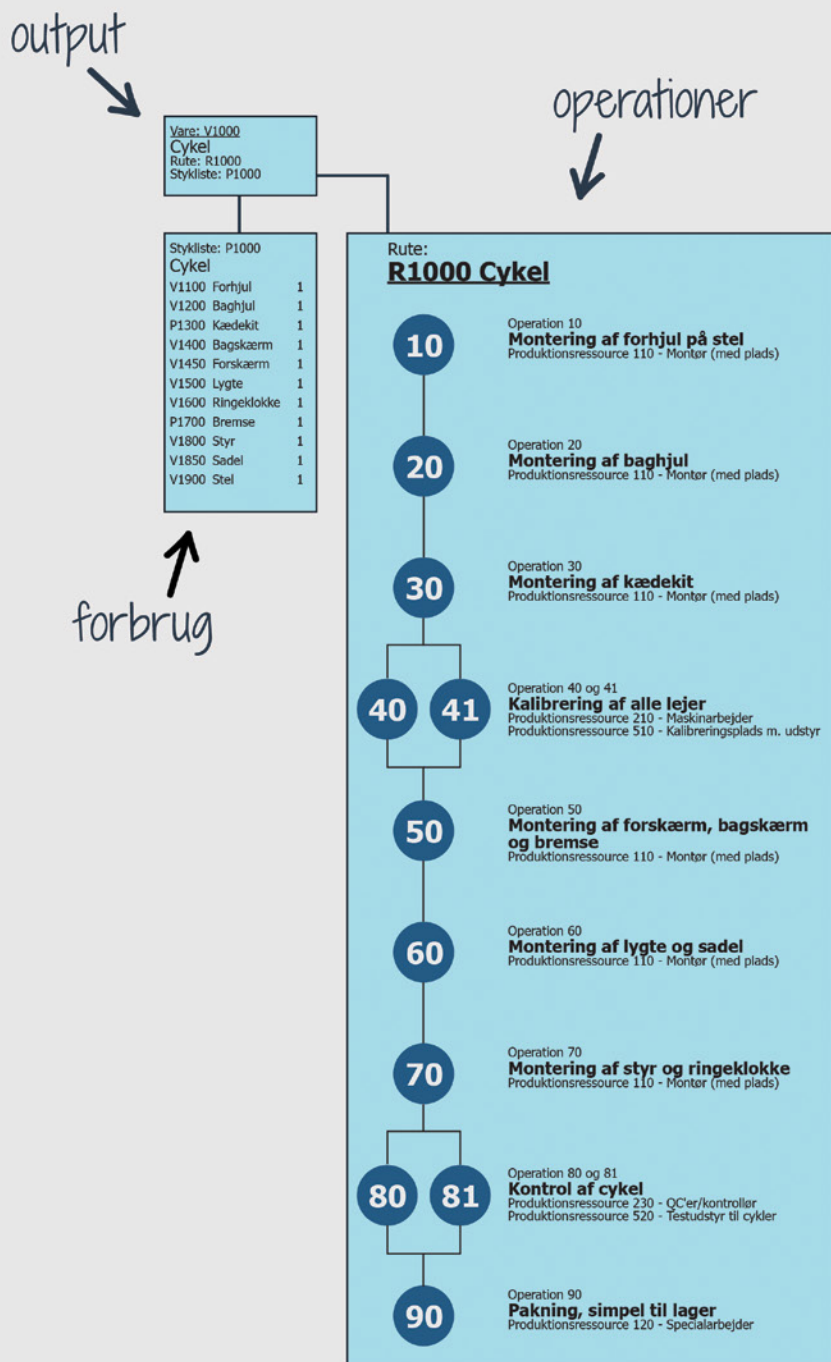 output
operationer
Vare: V1000
Cykel
Rute: R1000
Stykliste: P1000
Stykliste: P1000
Cykel
V1100 Forhjul 1
V1200 Baghjul 1
P1300 Kædekit 1
V1400 Bagskærm 1
V1450 Forskærm 1
V1500 Lygte 1
V1600 Ringeklokke 1
P1700 Bremse 1
V1800 Styr 1
V1850 Sadel 1
V1900 Stel 1
forbrug
Rute:
R1000 Cykel
10
Operation 10
Montering af forhjul på stel
Produktionsressource 110 - Montør (med plads)
20
Operation 20
Montering af baghjul
Produktionsressource 110 - Montør (med plads)
30
Operation 30
Montering af kædekit
Produktionsressource 110 - Montør (med plads)
40 41
Operation 40 og 41
Kalibrering af alle lejer
Produktionsressource 210 - Maskinarbejder
Produktionsressource 510 - Kalibreringsplads m. udstyr
50
Operation 50
Montering af forskærm, bagskærm
og bremse
Produktionsressource 110 - Montør (med plads)
60
Operation 60
Montering af lygte og sadel
Produktionsressource 110 - Montør (med plads)
70
Operation 70
Montering af styr og ringeklokke
Produktionsressource 110 - Montør (med plads)
80 81
Operation 80 og 81
Kontrol af cykel
Produktionsressource 230 - QC'er/kontrollør
Produktionsressource 520 - Testudstyr til cykler
90
Operation 90
Pakning, simpel til lager
Produktionsressource 120 - Specialarbejder